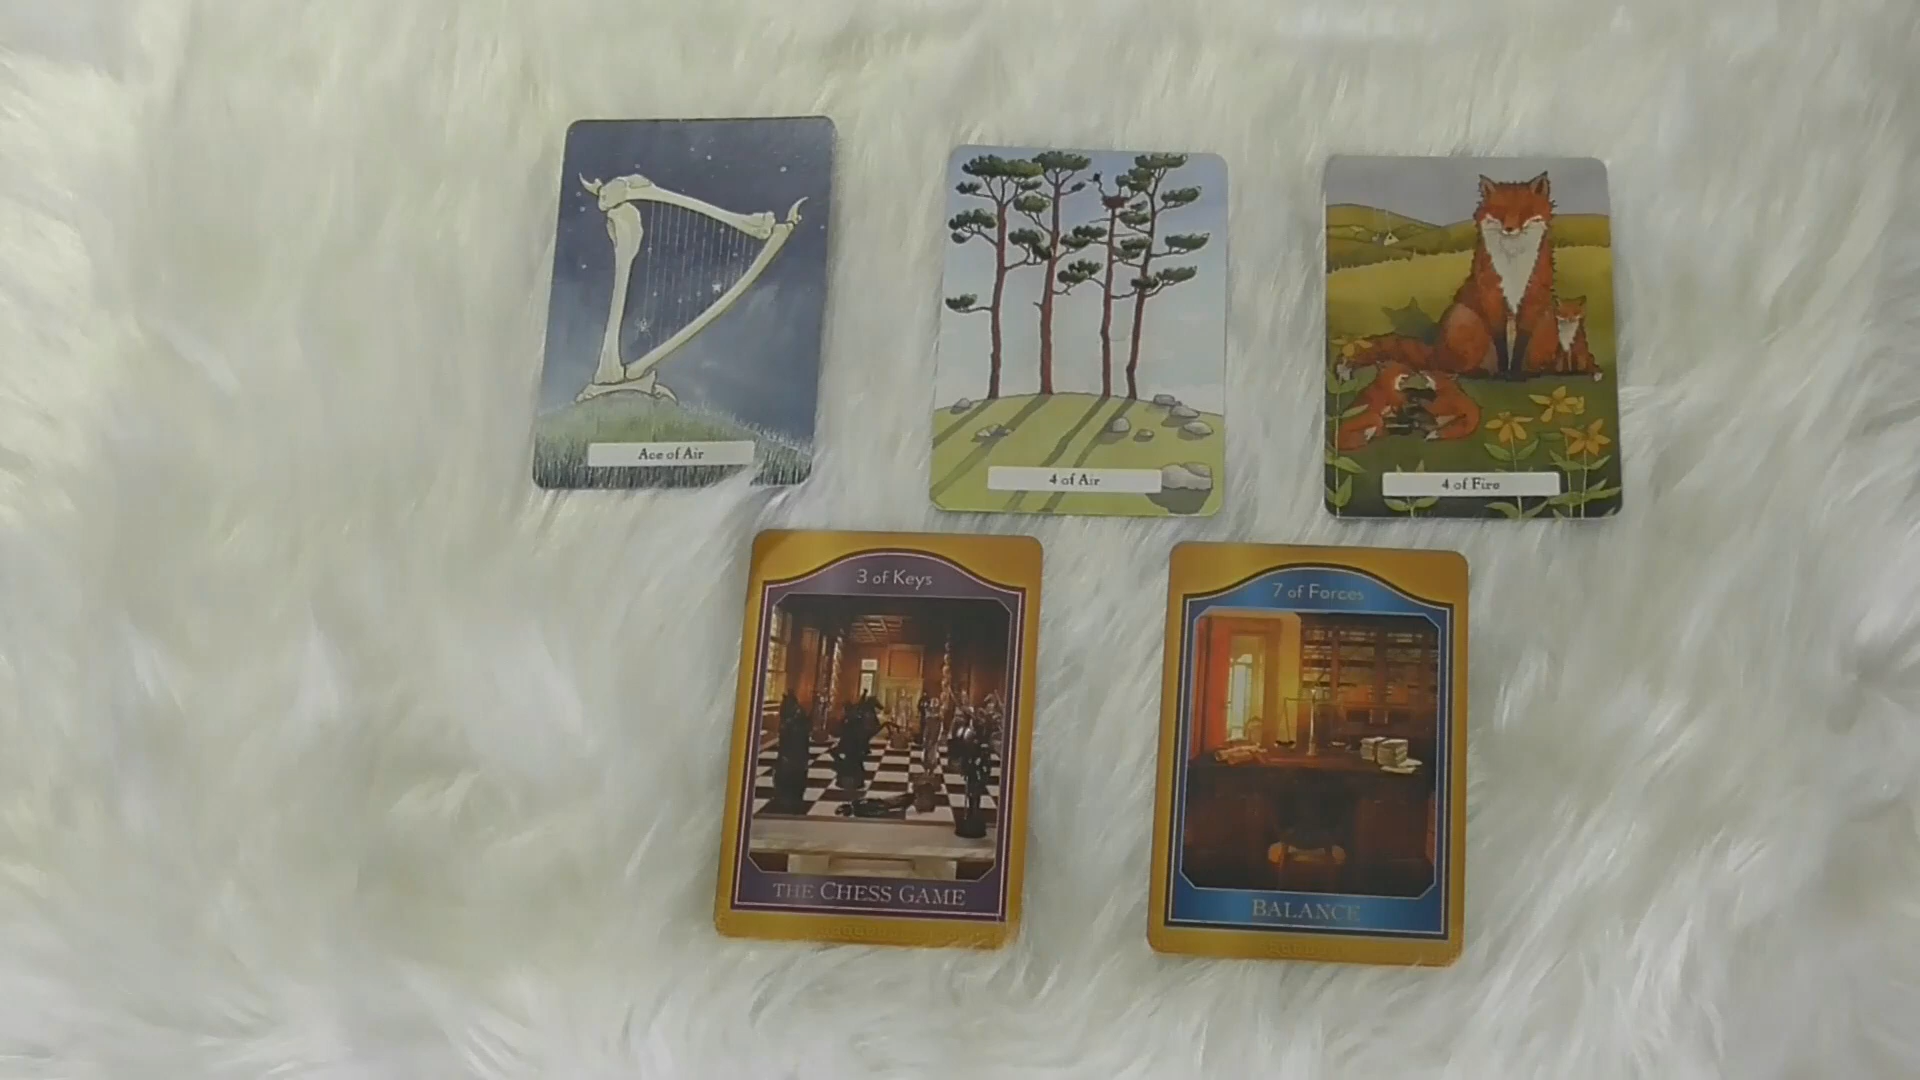 Ace of Air
4 of Air
4 of Fire
3 of Keys
THE CHESS GAME
7 of Forces
BALANCE